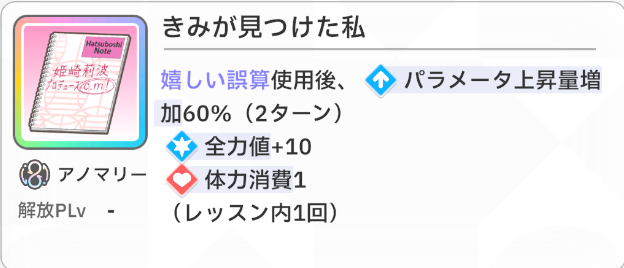 きみが見つけた私
Hatsuboshi
Note
姫崎莉波
プロデュースde.m!
嬉しい誤算使用後、パラメータ上昇量増
加60%（2ターン）
全力値+10
体力消費1
（レッスン内1回）
アノマリー
解放PLv -